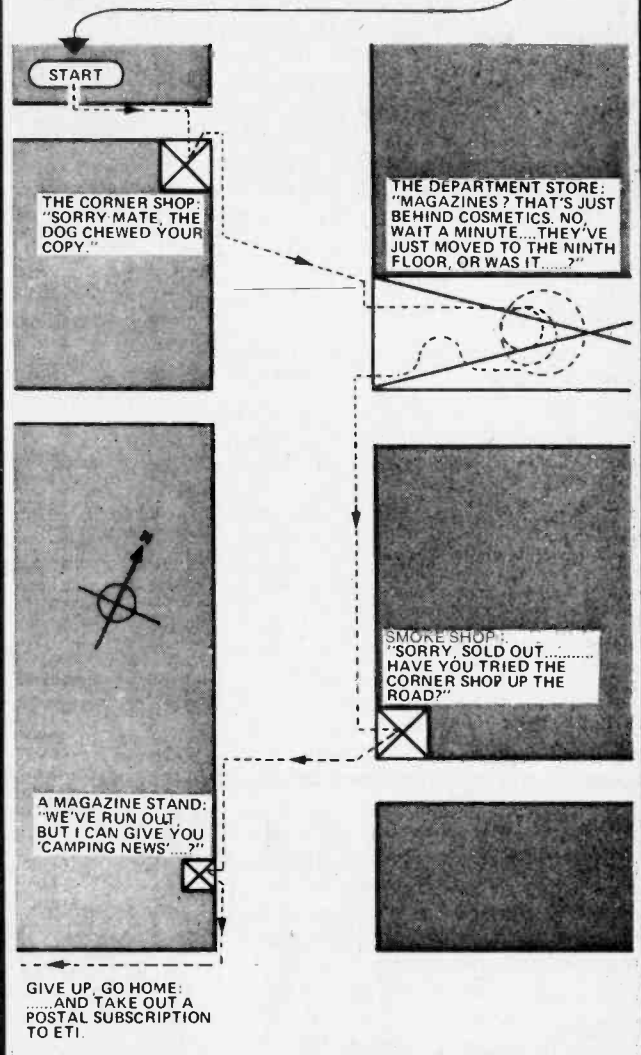 START
THE CORNER SHOP:
"SORRY MATE, THE
DOG CHEWED YOUR
COPY."
THE DEPARTMENT STORE:
"MAGAZINES? THAT'S JUST
BEHIND COSMETICS. NO,
WAIT A MINUTE....THEY'VE
JUST MOVED TO THE NINTH
FLOOR, OR WAS IT......?"
N
SMOKE SHOP:
"SORRY, SOLD OUT...........
HAVE YOU TRIED THE
CORNER SHOP UP THE
ROAD?"
A MAGAZINE STAND:
"WE'VE RUN OUT,
BUT I CAN GIVE YOU
'CAMPING NEWS'....?"
GIVE UP, GO HOME:
......AND TAKE OUT A
POSTAL SUBSCRIPTION
TO ETI.